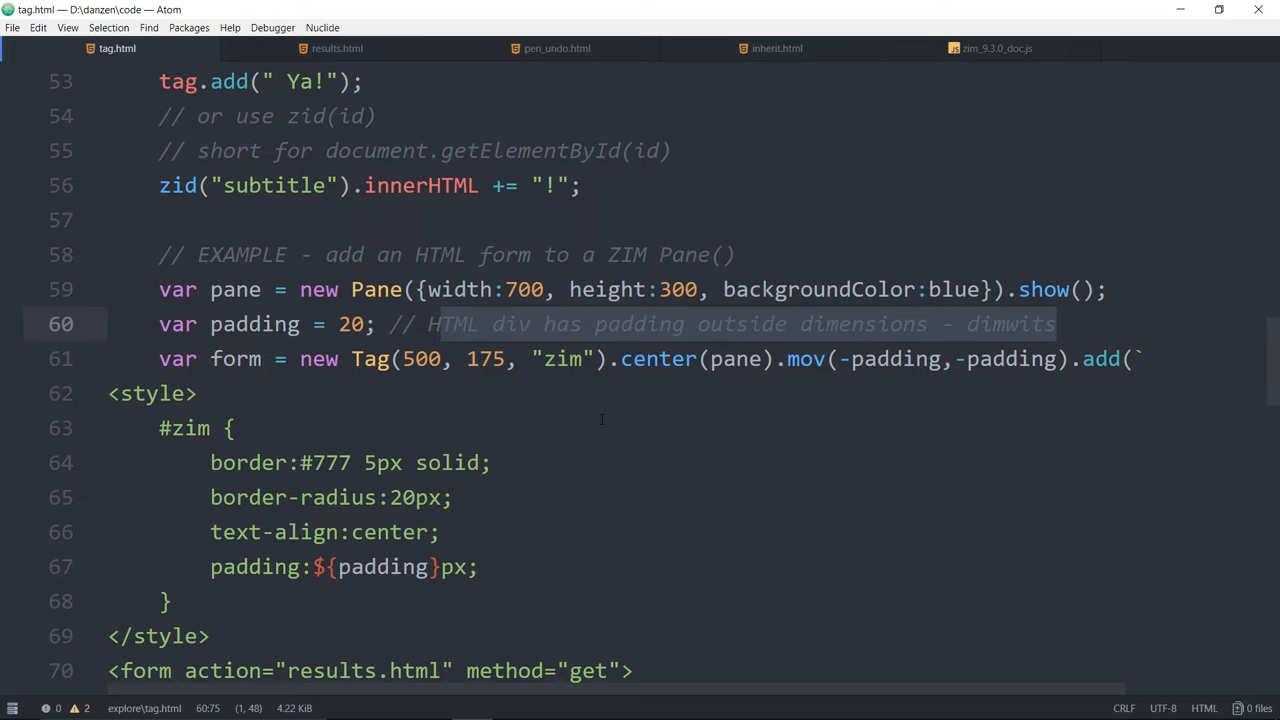 tag.html — D:\danzen\code — Atom
File Edit View Selection Find Packages Help Debugger Nuclide
tag.html results.html pen_undo.html inherit.html zim_9.3.0_doc.js
53 tag.add(" Ya!");
54 // or use zid(id)
55 // short for document.getElementById(id)
56 zid("subtitle").innerHTML += "!";
57
58 // EXAMPLE - add an HTML form to a ZIM Pane()
59 var pane = new Pane({width:700, height:300, backgroundColor:blue}).show();
60 var padding = 20; // HTML div has padding outside dimensions - dimwits
61 var form = new Tag(500, 175, "zim").center(pane).mov(-padding,-padding).add(`
62 <style>
63 #zim {
64 border:#777 5px solid;
65 border-radius:20px;
66 text-align:center;
67 padding:${padding}px;
68 }
69 </style>
70 <form action="results.html" method="get">
0 2 explore\tag.html 60:75 (1, 48) 4.22 KiB CRLF UTF-8 HTML 0 files